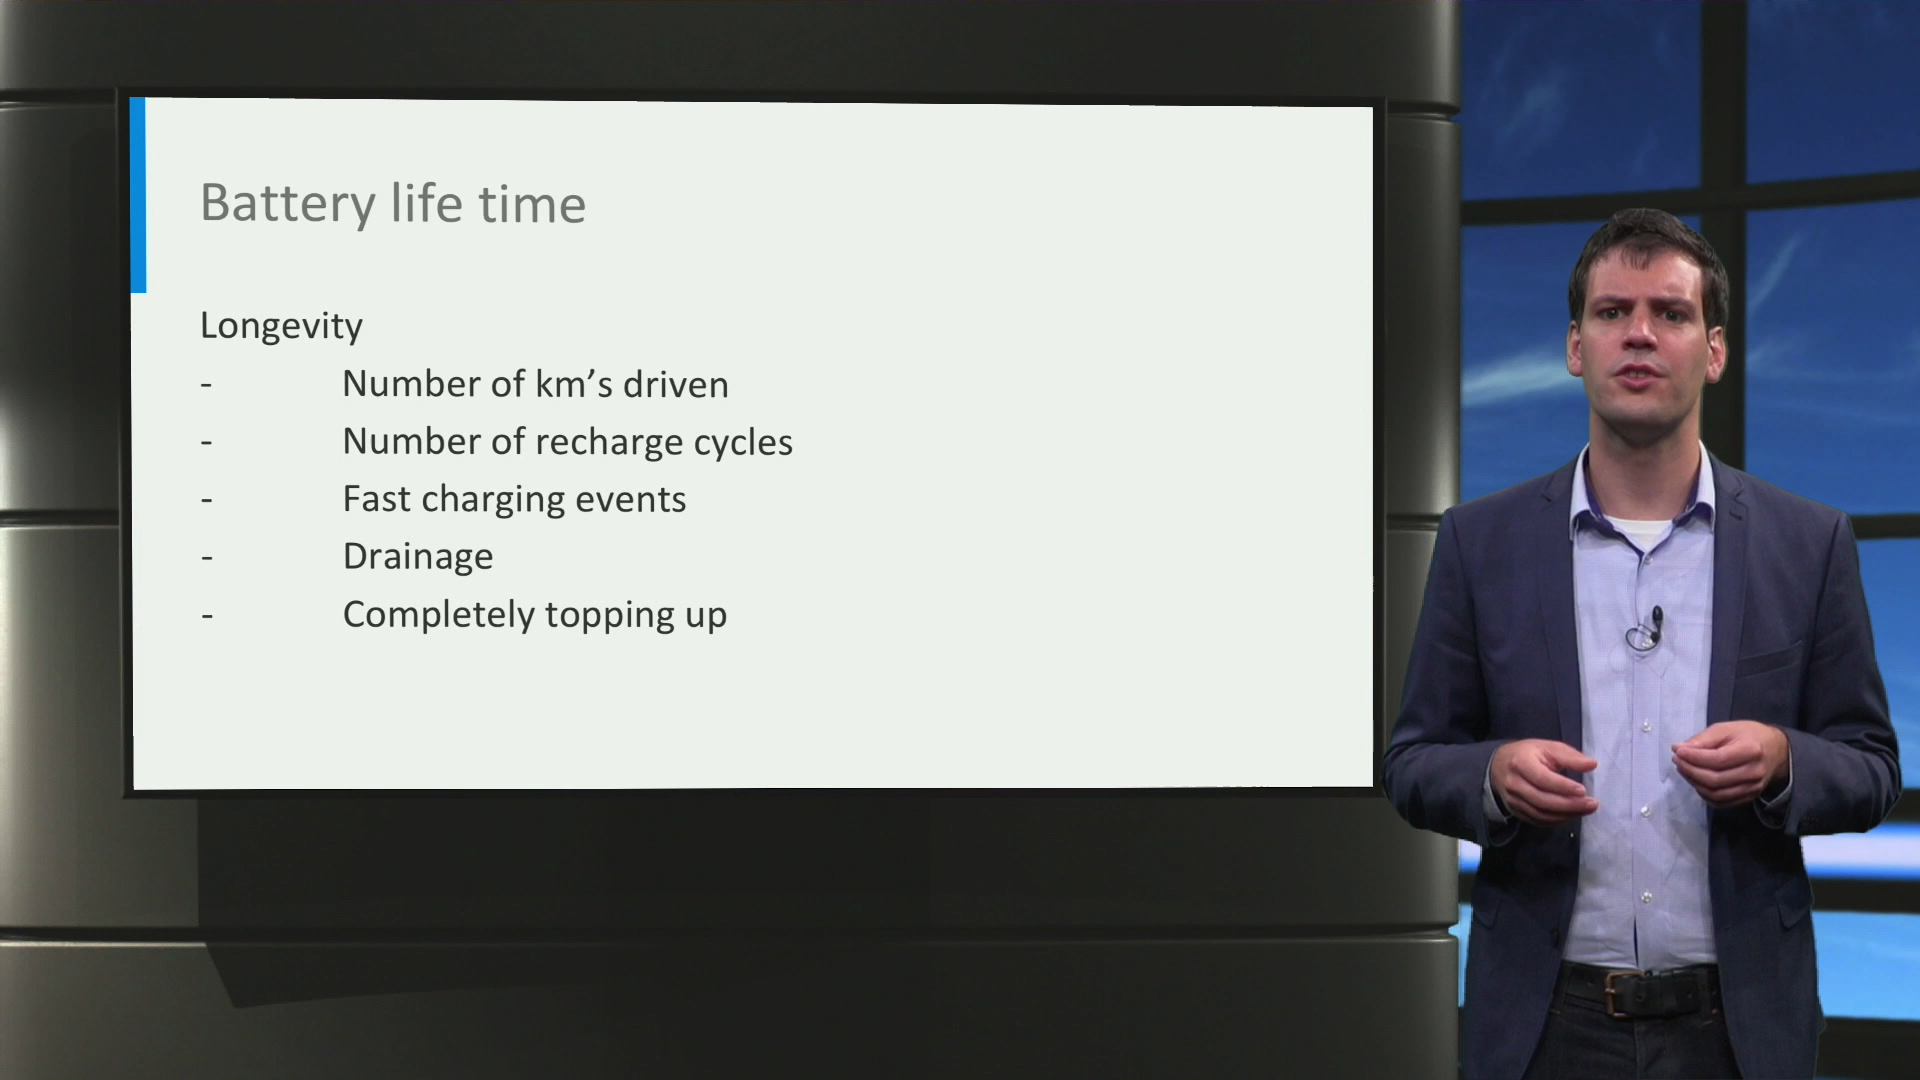 Battery life time
Longevity
- Number of km’s driven
- Number of recharge cycles
- Fast charging events
- Drainage
- Completely topping up